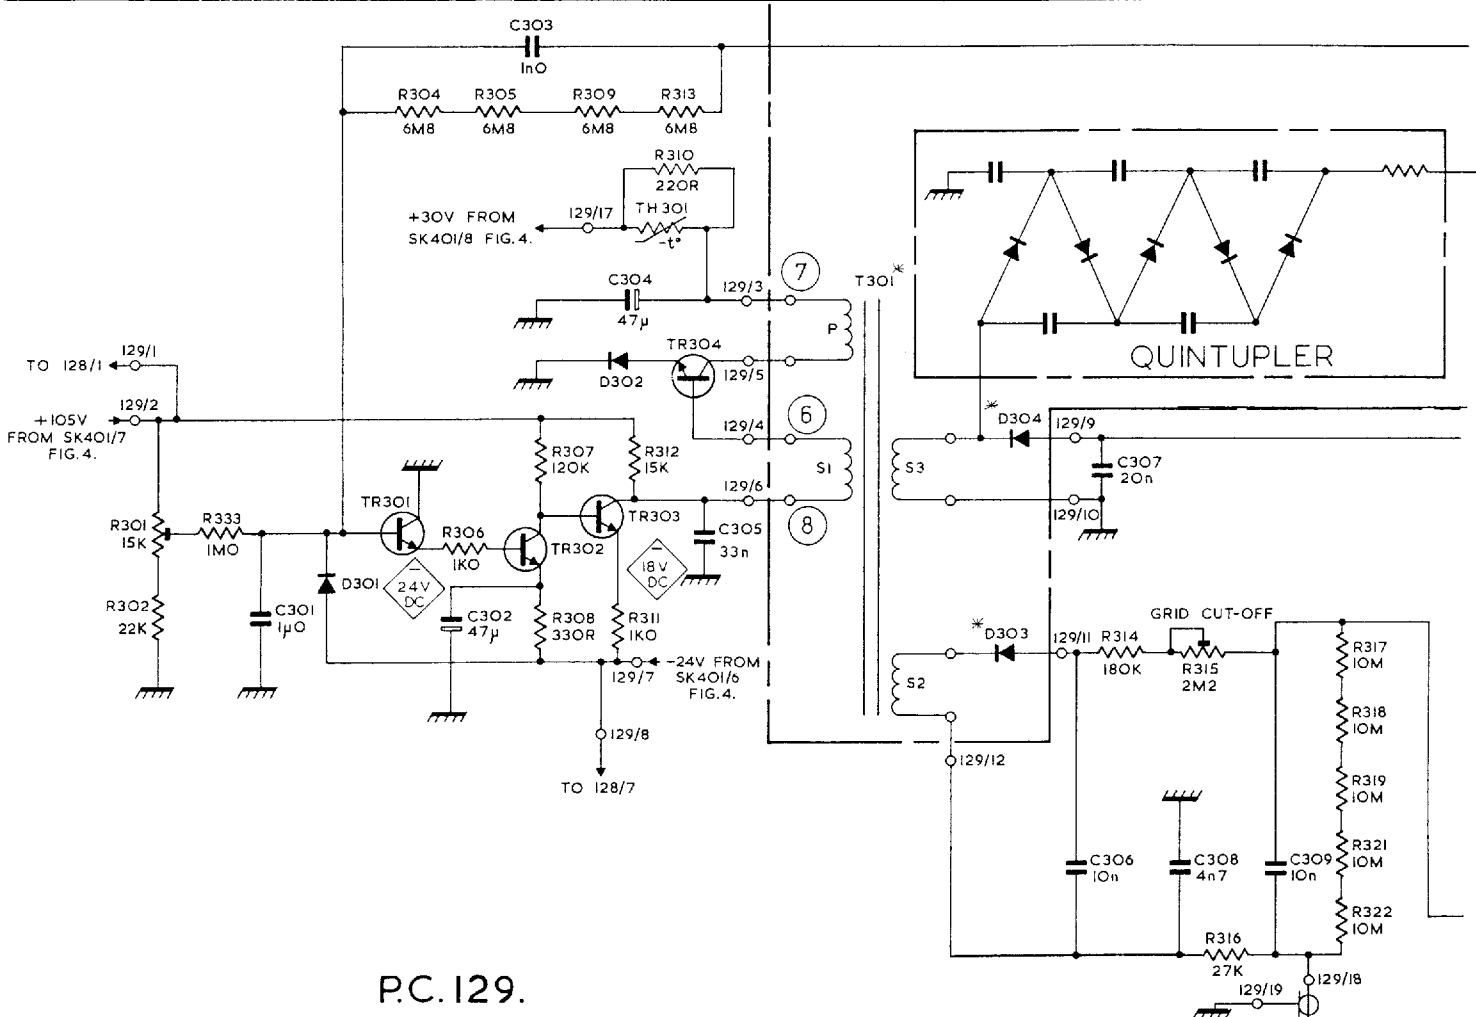 C303
1n0
R304
6M8
R305
6M8
R309
6M8
R313
6M8
R310
220R
+30V FROM
SK401/8 FIG.4.
129/17
TH301
-t°
C304
47µ
129/3
7
T301*
P
QUINTUPLER
TO 128/1
129/1
D302
TR304
129/5
+105V
FROM SK401/7
FIG.4.
129/2
129/4
6
*
D304
129/9
R307
120K
R312
15K
S1
S3
C307
20n
129/10
129/6
8
R301
15K
R333
1M0
TR301
R306
1K0
TR302
TR303
C305
33n
D301
24V
DC
18V
DC
R302
22K
C301
1µ0
C302
47µ
R308
330R
R311
1K0
-24V FROM
SK401/6
FIG.4.
129/7
129/8
TO 128/7
*
D303
129/11
S2
129/12
R314
180K
GRID CUT-OFF
R315
2M2
R317
10M
R318
10M
R319
10M
R321
10M
R322
10M
C306
10n
C308
4n7
C309
10n
R316
27K
129/19
129/18
P.C.129.